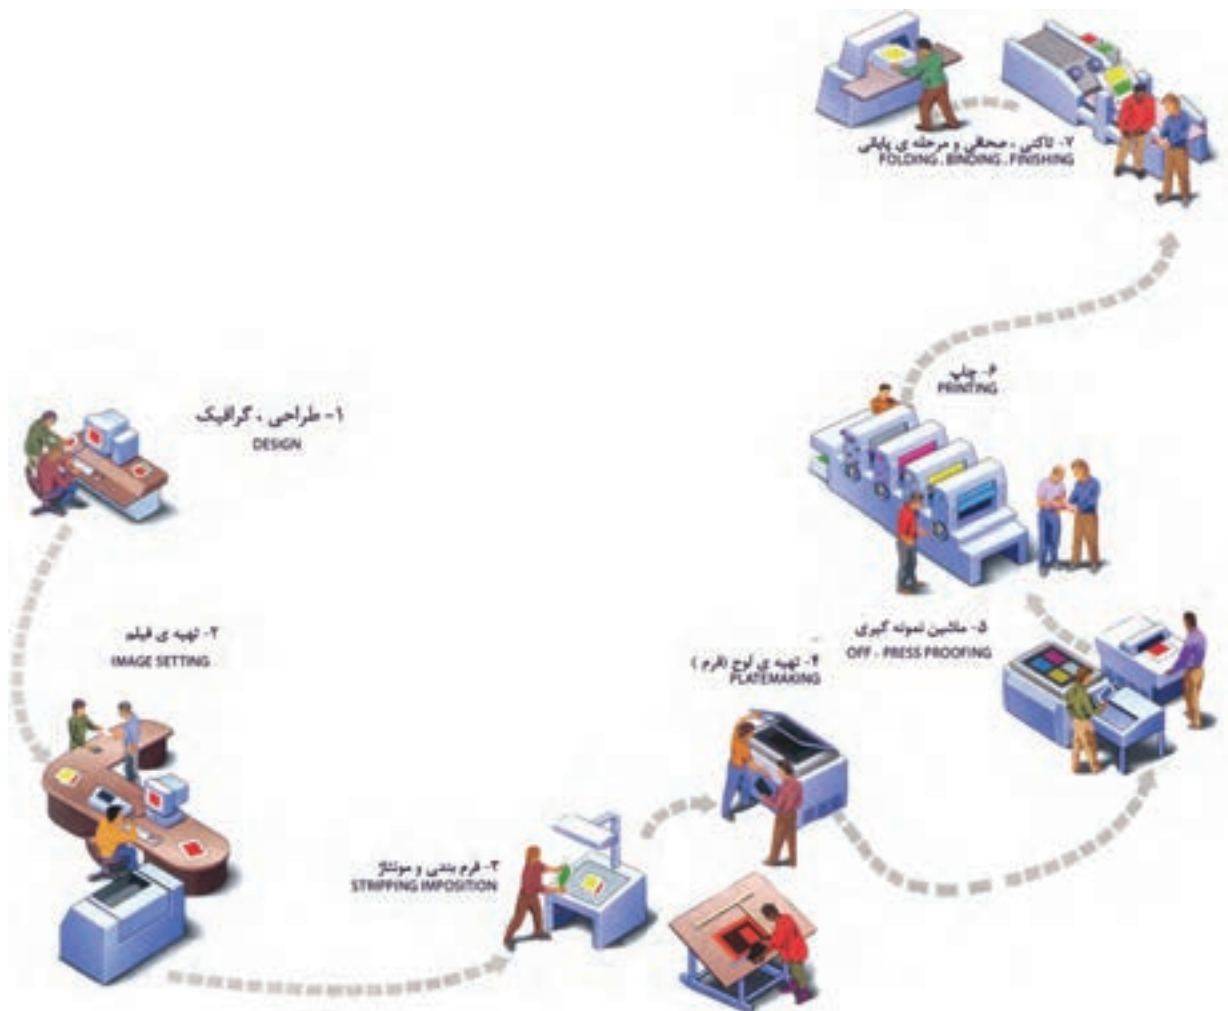 ۱- طراحی ، گرافیک
DESIGN
۲- تهیه ی فیلم
IMAGE SETTING
۳- فرم بندی و مونتاژ
STRIPPING IMPOSITION
۴- تهیه ی لوح (فرم )
PLATEMAKING
۵- ماشین نمونه گیری
OFF - PRESS PROOFING
۶- چاپ
PRINTING
۷- تاکنی ، صحافی و مرحله ی پایانی
FOLDING . BINDING . FINISHING